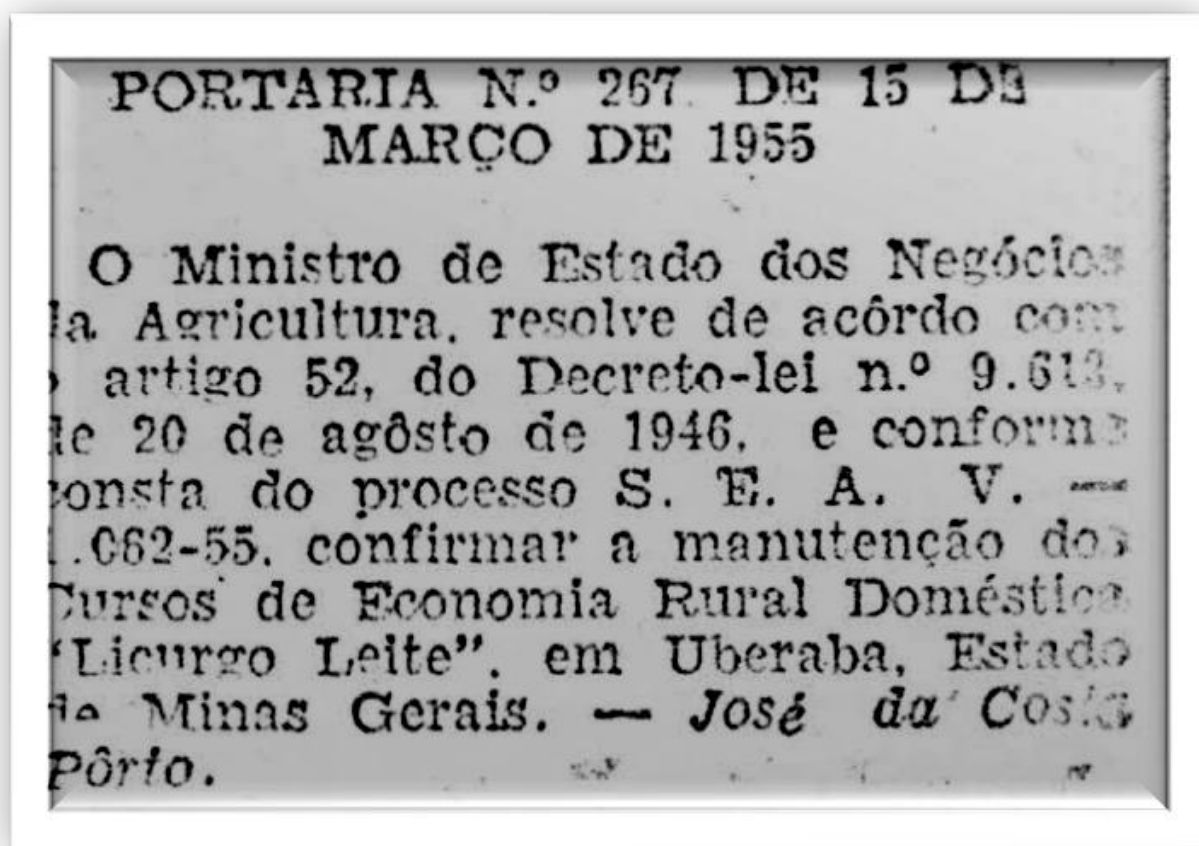 PORTARIA N.º 267 DE 15 DE
MARÇO DE 1955
O Ministro de Estado dos Negócios
da Agricultura, resolve de acôrdo com
o artigo 52, do Decreto-lei n.º 9.613,
de 20 de agôsto de 1946, e conforme
consta do processo S. E. A. V. —
1.062-55, confirmar a manutenção dos
Cursos de Economia Rural Doméstica
"Licurgo Leite", em Uberaba, Estado
de Minas Gerais. — José da Costa
Pôrto.